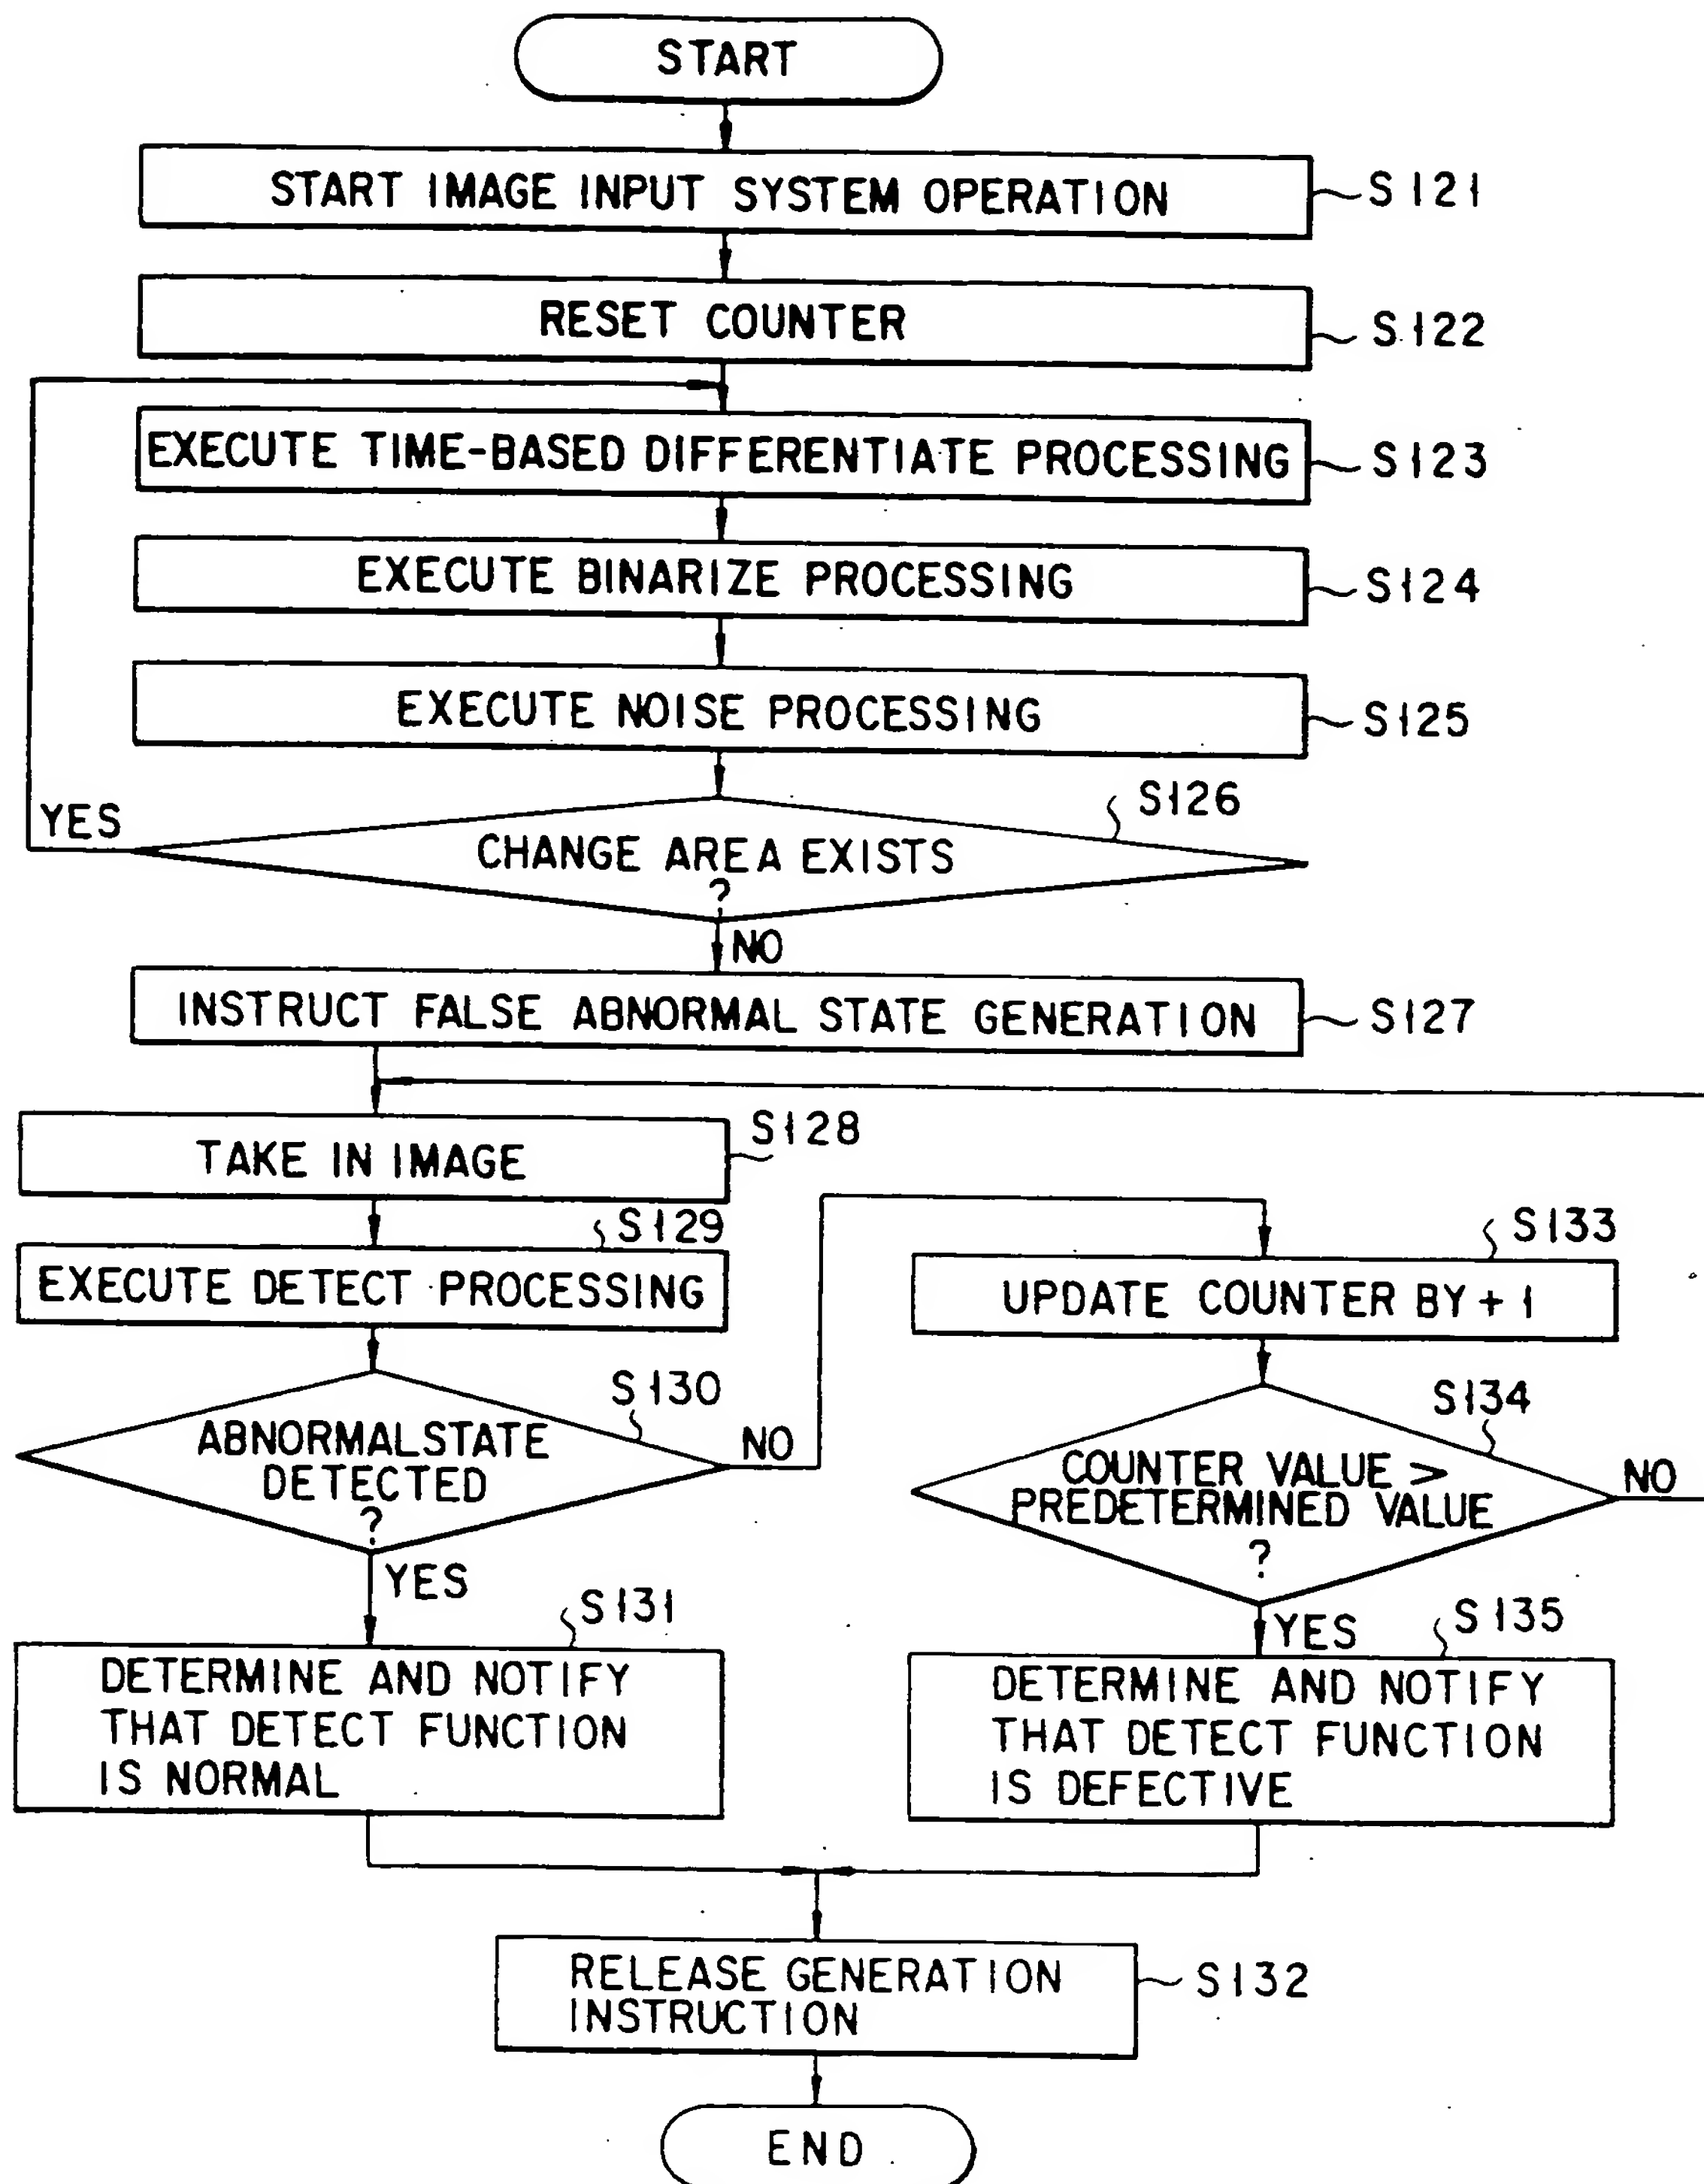 START
START IMAGE INPUT SYSTEM OPERATION
S121
RESET COUNTER
S122
EXECUTE TIME-BASED DIFFERENTIATE PROCESSING
S123
EXECUTE BINARIZE PROCESSING
S124
EXECUTE NOISE PROCESSING
S125
S126
YES
CHANGE AREA EXISTS
?
NO
INSTRUCT FALSE ABNORMAL STATE GENERATION
S127
S128
TAKE IN IMAGE
S129
EXECUTE DETECT PROCESSING
S130
ABNORMAL STATE
DETECTED
?
NO
YES
S131
DETERMINE AND NOTIFY
THAT DETECT FUNCTION
IS NORMAL
S133
UPDATE COUNTER BY + 1
S134
COUNTER VALUE >
PREDETERMINED VALUE
?
NO
YES
S135
DETERMINE AND NOTIFY
THAT DETECT FUNCTION
IS DEFECTIVE
RELEASE GENERATION
INSTRUCTION
S132
END